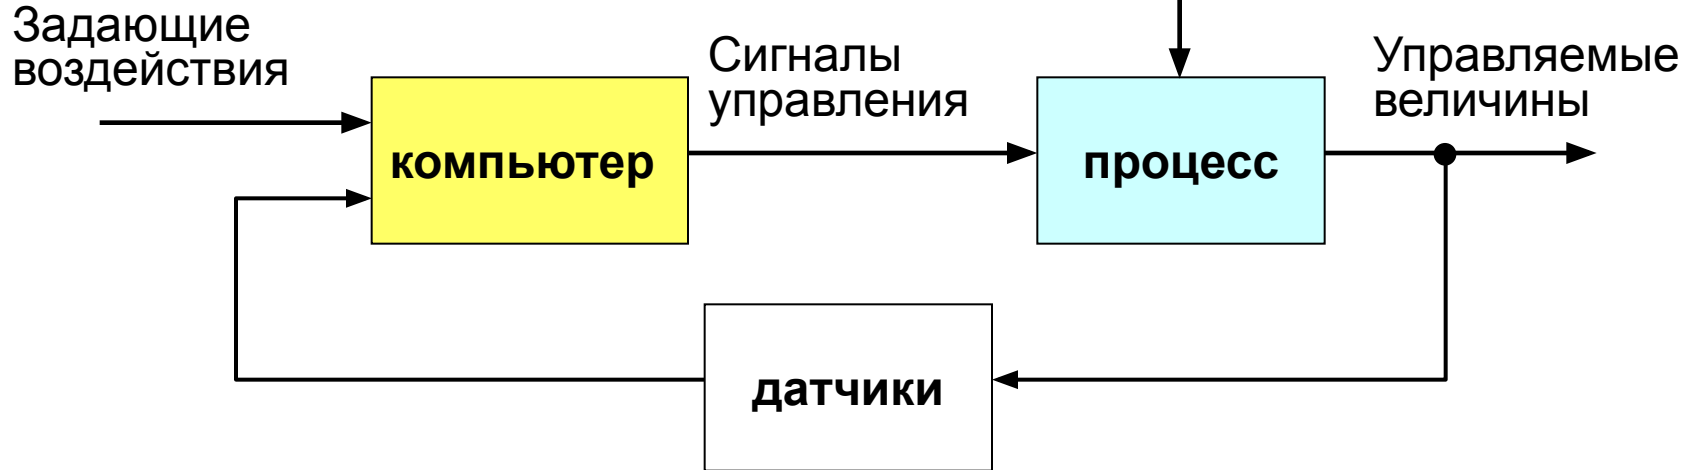 Задающие
воздействия
Сигналы
управления
Управляемые
величины
компьютер
процесс
датчики